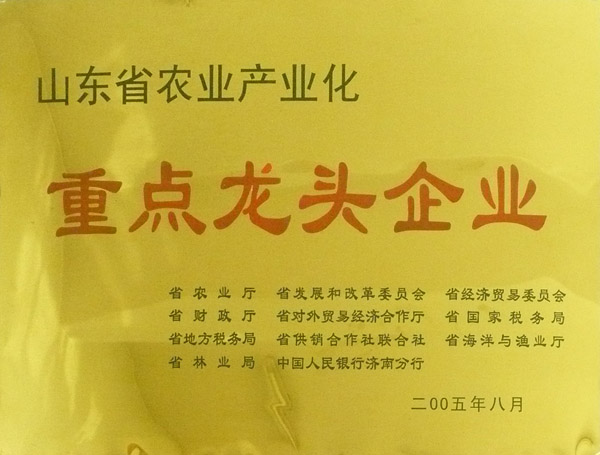 山东省农业产业化
重点龙头企业
省农业厅 省发展和改革委员会 省经济贸易委员会
省财政厅 省对外贸易经济合作厅 省国家税务局
省地方税务局 省供销合作社联合社 省海洋与渔业厅
省林业局 中国人民银行济南分行
二00五年八月